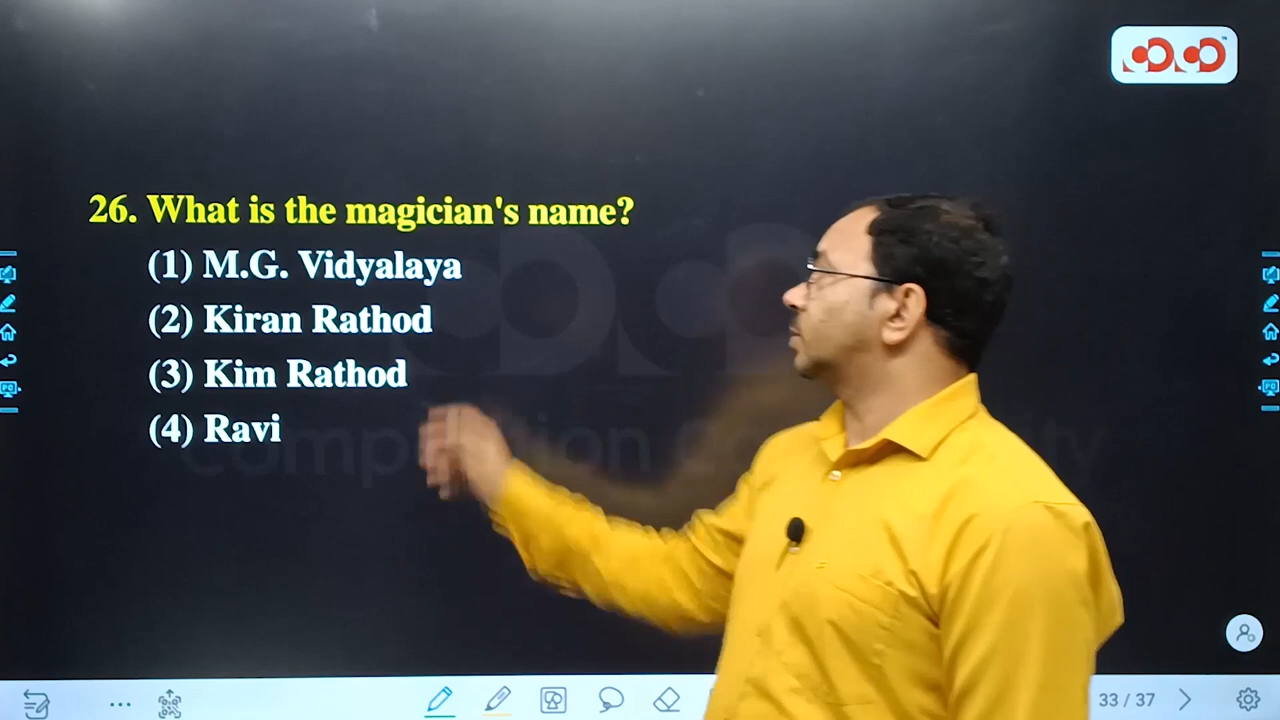 26. What is the magician's name?
(1) M.G. Vidyalaya
(2) Kiran Rathod
(3) Kim Rathod
(4) Ravi
33 / 37